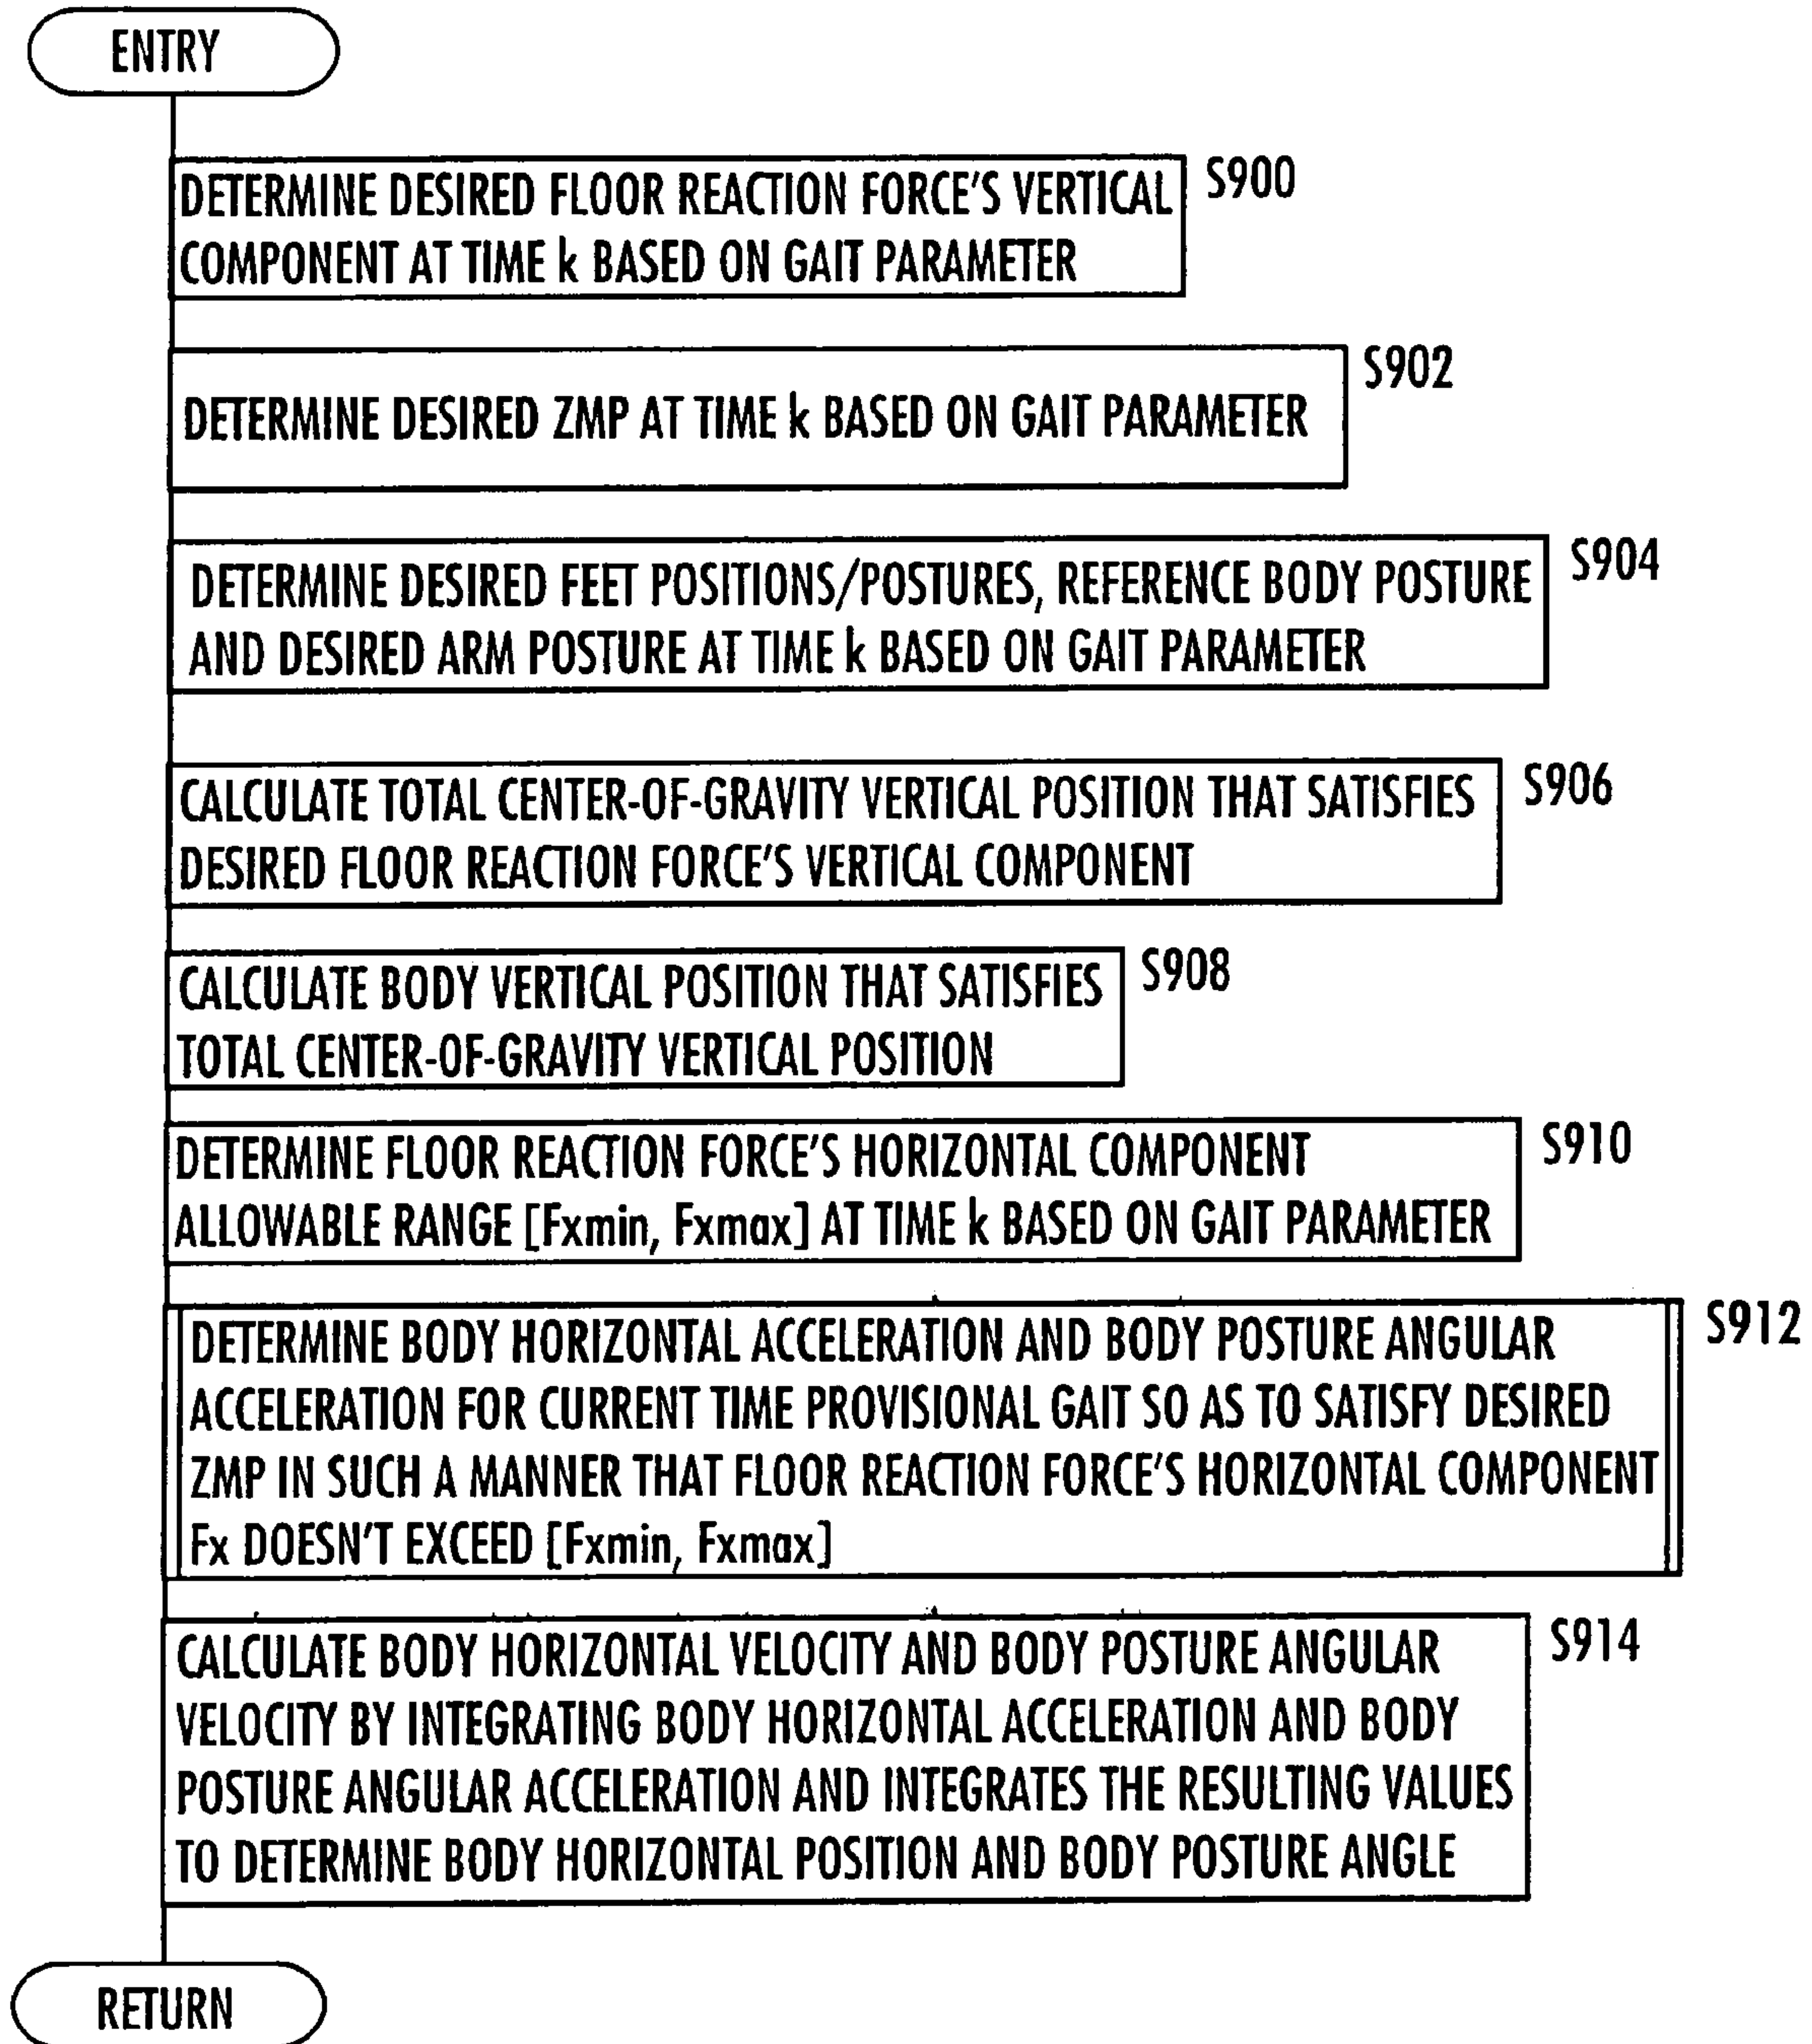 ENTRY
DETERMINE DESIRED FLOOR REACTION FORCE'S VERTICAL
COMPONENT AT TIME k BASED ON GAIT PARAMETER
S900
DETERMINE DESIRED ZMP AT TIME k BASED ON GAIT PARAMETER
S902
DETERMINE DESIRED FEET POSITIONS/POSTURES, REFERENCE BODY POSTURE
AND DESIRED ARM POSTURE AT TIME k BASED ON GAIT PARAMETER
S904
CALCULATE TOTAL CENTER-OF-GRAVITY VERTICAL POSITION THAT SATISFIES
DESIRED FLOOR REACTION FORCE'S VERTICAL COMPONENT
S906
CALCULATE BODY VERTICAL POSITION THAT SATISFIES
TOTAL CENTER-OF-GRAVITY VERTICAL POSITION
S908
DETERMINE FLOOR REACTION FORCE'S HORIZONTAL COMPONENT
ALLOWABLE RANGE [Fxmin, Fxmax] AT TIME k BASED ON GAIT PARAMETER
S910
DETERMINE BODY HORIZONTAL ACCELERATION AND BODY POSTURE ANGULAR
ACCELERATION FOR CURRENT TIME PROVISIONAL GAIT SO AS TO SATISFY DESIRED
ZMP IN SUCH A MANNER THAT FLOOR REACTION FORCE'S HORIZONTAL COMPONENT
Fx DOESN'T EXCEED [Fxmin, Fxmax]
S912
CALCULATE BODY HORIZONTAL VELOCITY AND BODY POSTURE ANGULAR
VELOCITY BY INTEGRATING BODY HORIZONTAL ACCELERATION AND BODY
POSTURE ANGULAR ACCELERATION AND INTEGRATES THE RESULTING VALUES
TO DETERMINE BODY HORIZONTAL POSITION AND BODY POSTURE ANGLE
S914
RETURN